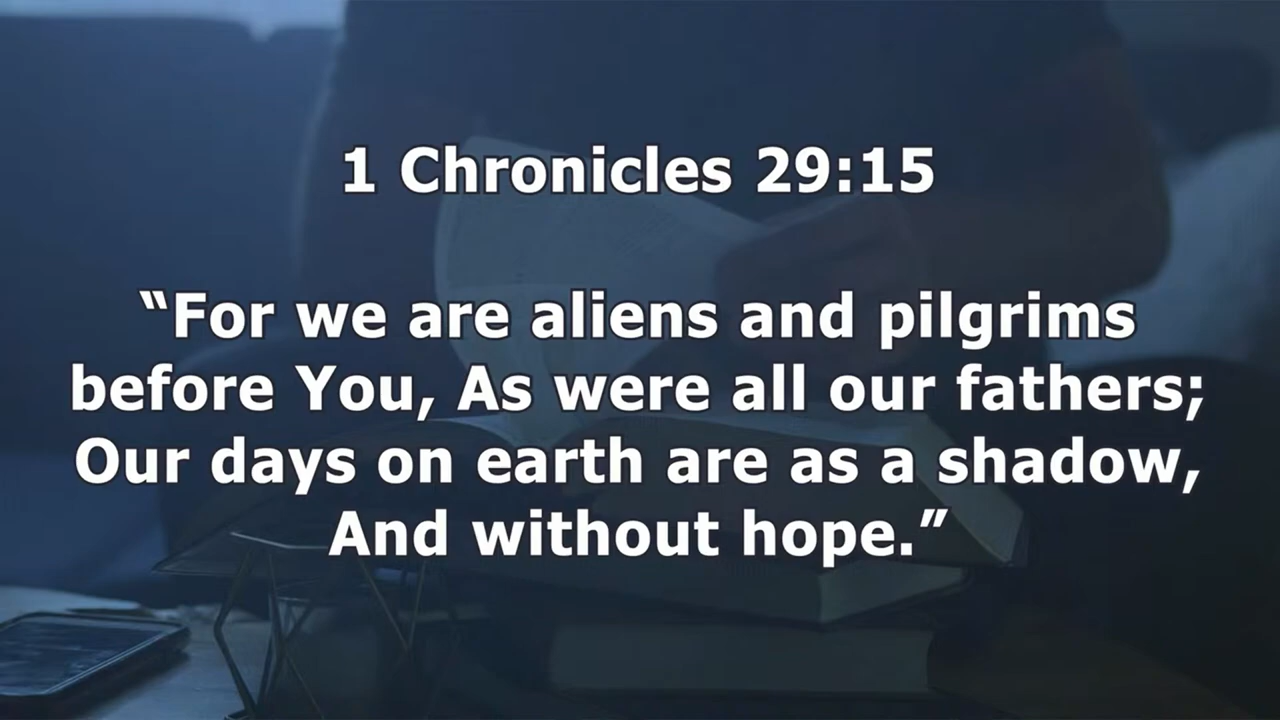 1 Chronicles 29:15
“For we are aliens and pilgrims
before You, As were all our fathers;
Our days on earth are as a shadow,
And without hope.”